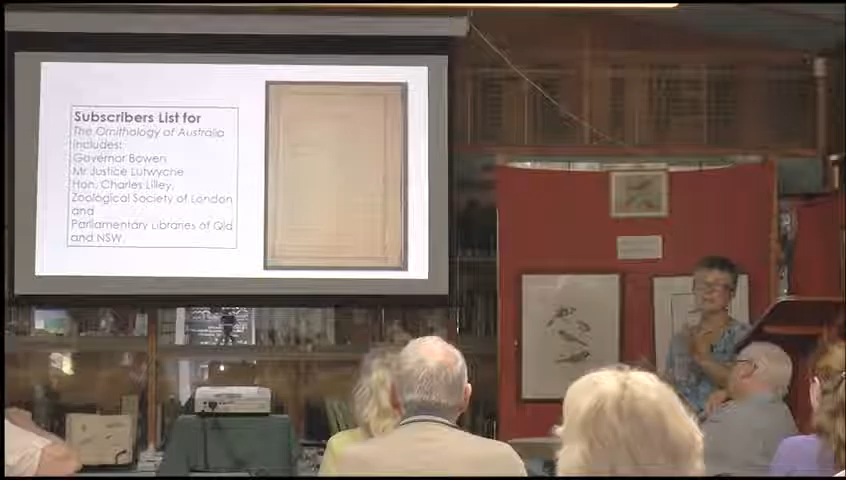 Subscribers List for
The Ornithology of Australia
includes:
Governor Bowen
Mr Justice Lutwyche
Hon. Charles Lilley,
Zoological Society of London
and
Parliamentary Libraries of Qld
and NSW.